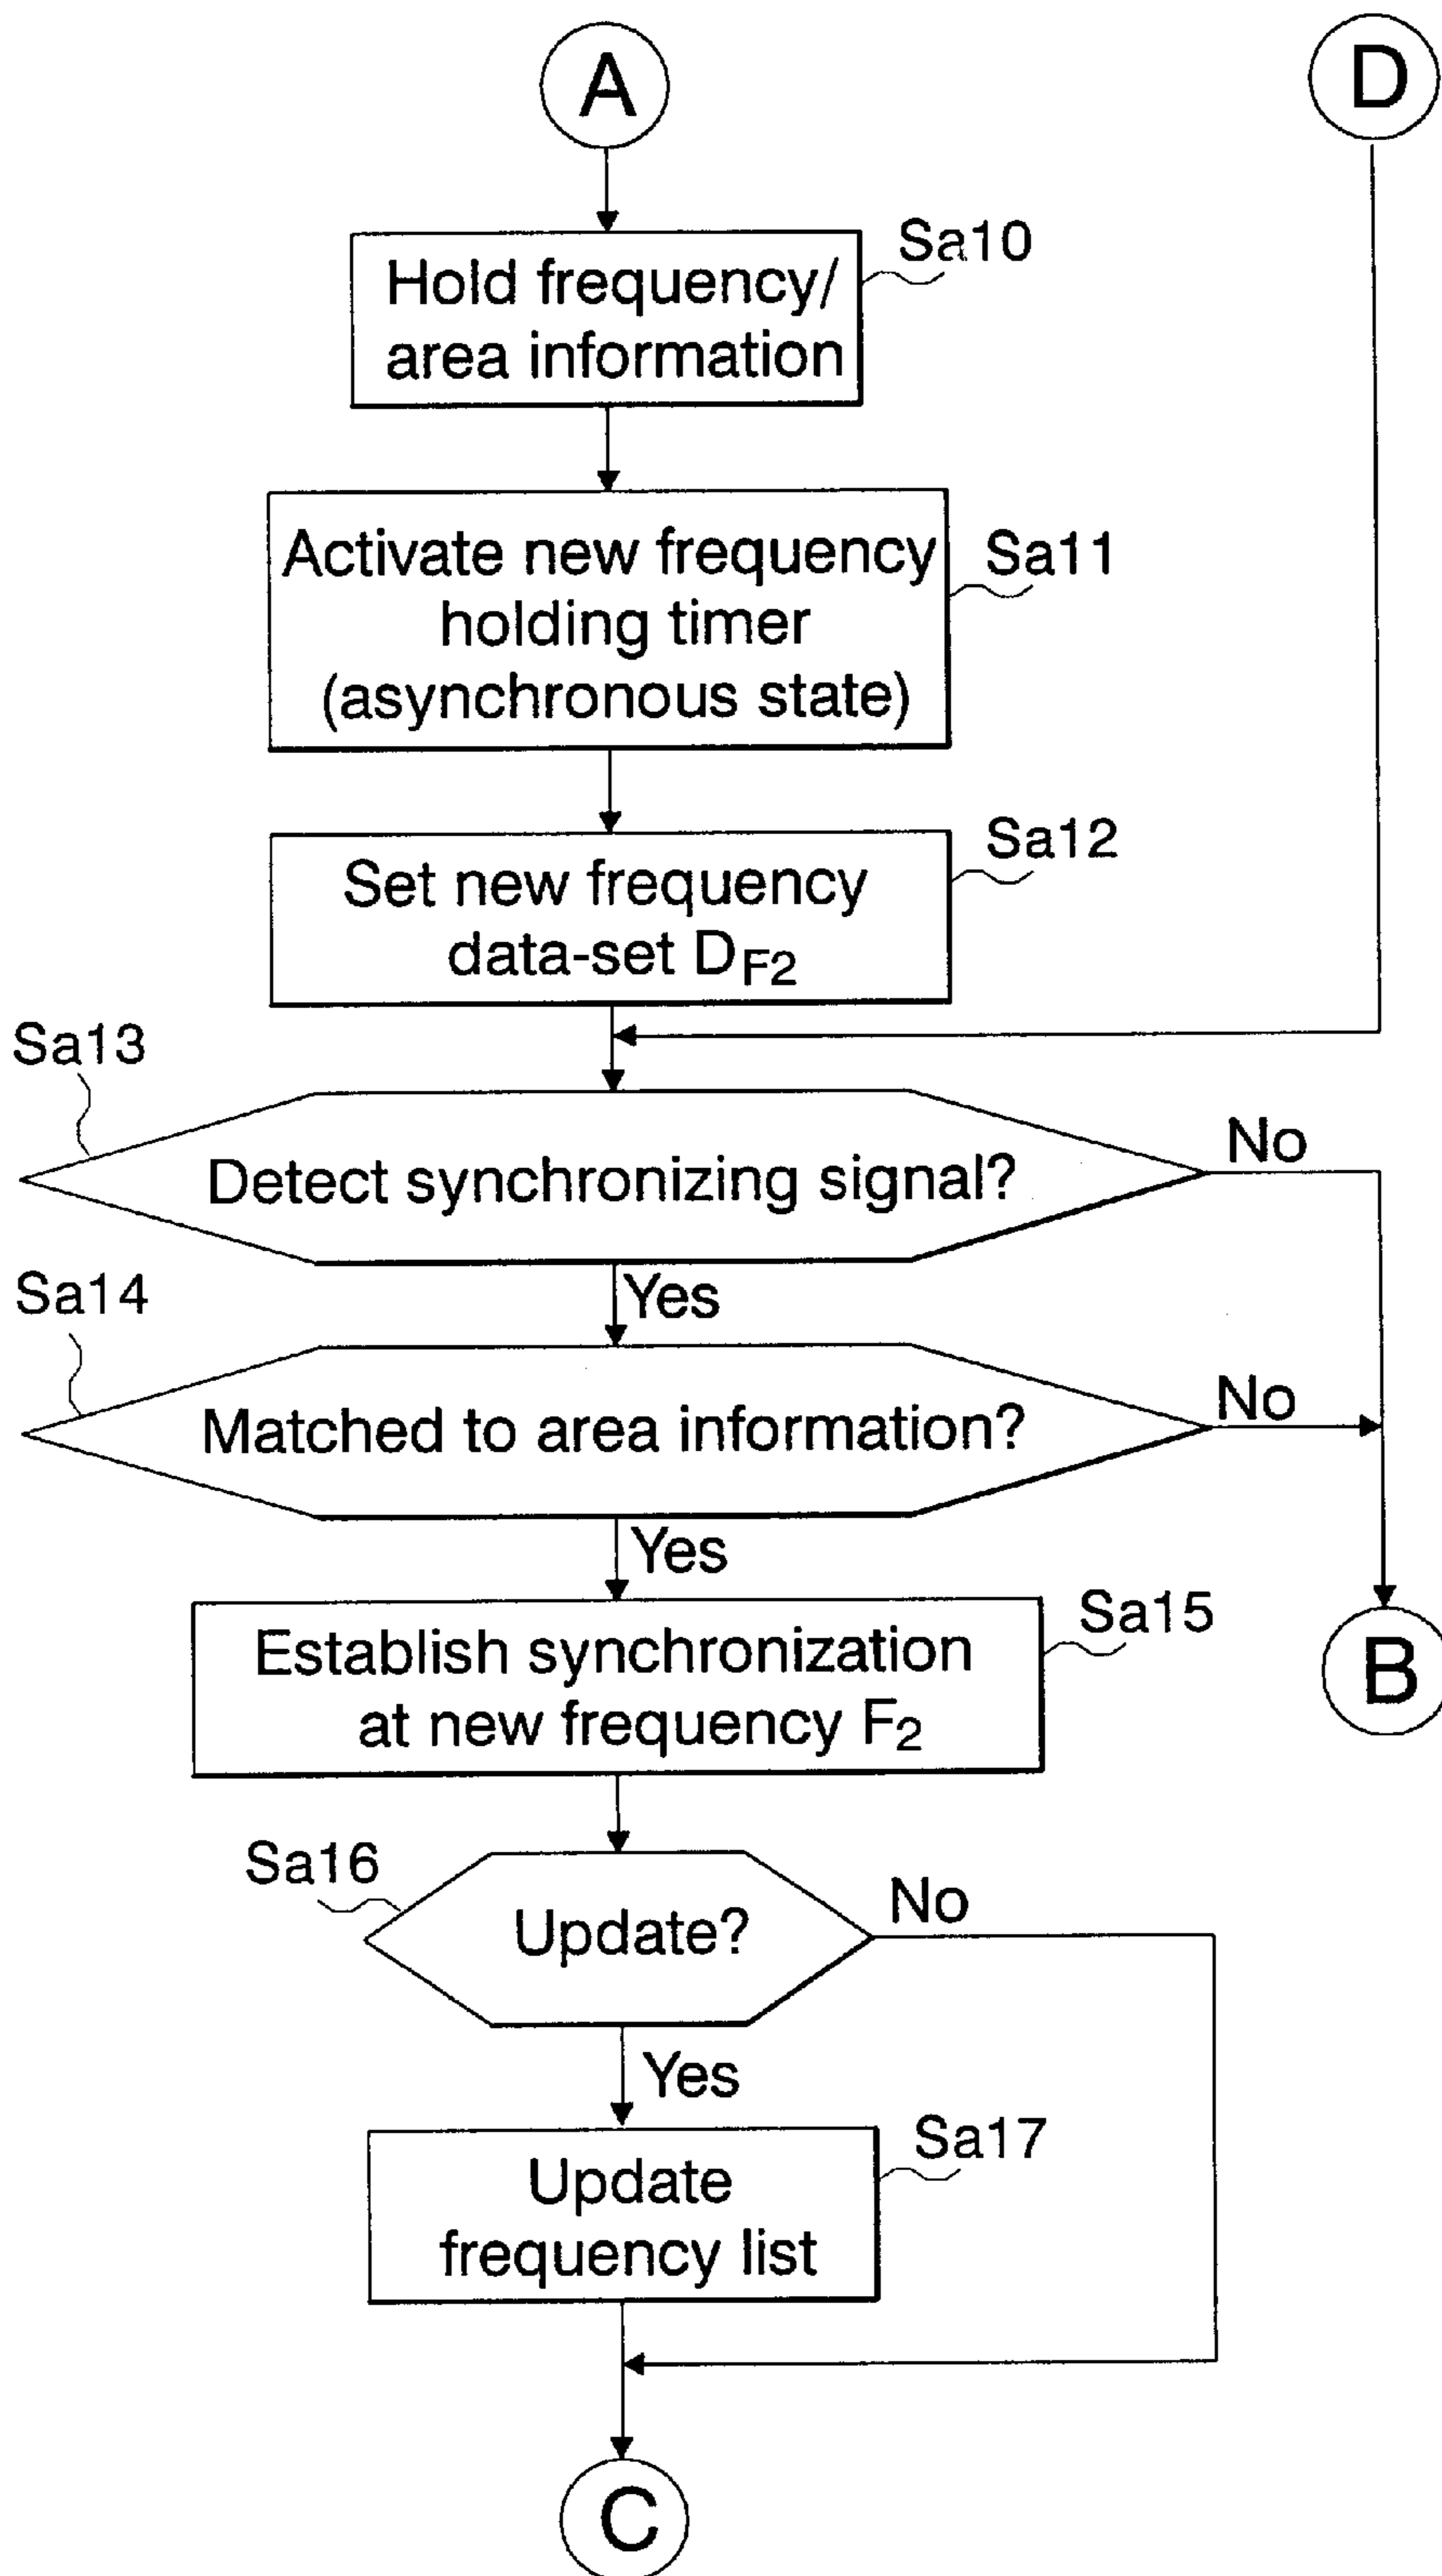 A
D
Sa10
Hold frequency/
area information
Sa11
Activate new frequency
holding timer
(asynchronous state)
Sa12
Set new frequency
data-set DF2
Sa13
Detect synchronizing signal?
No
Yes
Sa14
Matched to area information?
No
Yes
Sa15
Establish synchronization
at new frequency F2
B
Sa16
Update?
No
Yes
Sa17
Update
frequency list
C